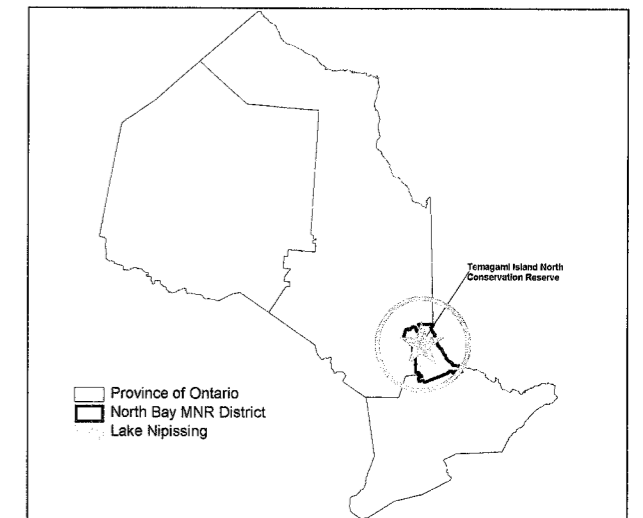 Temagami Island North
Conservation Reserve
Province of Ontario
North Bay MNR District
Lake Nipissing